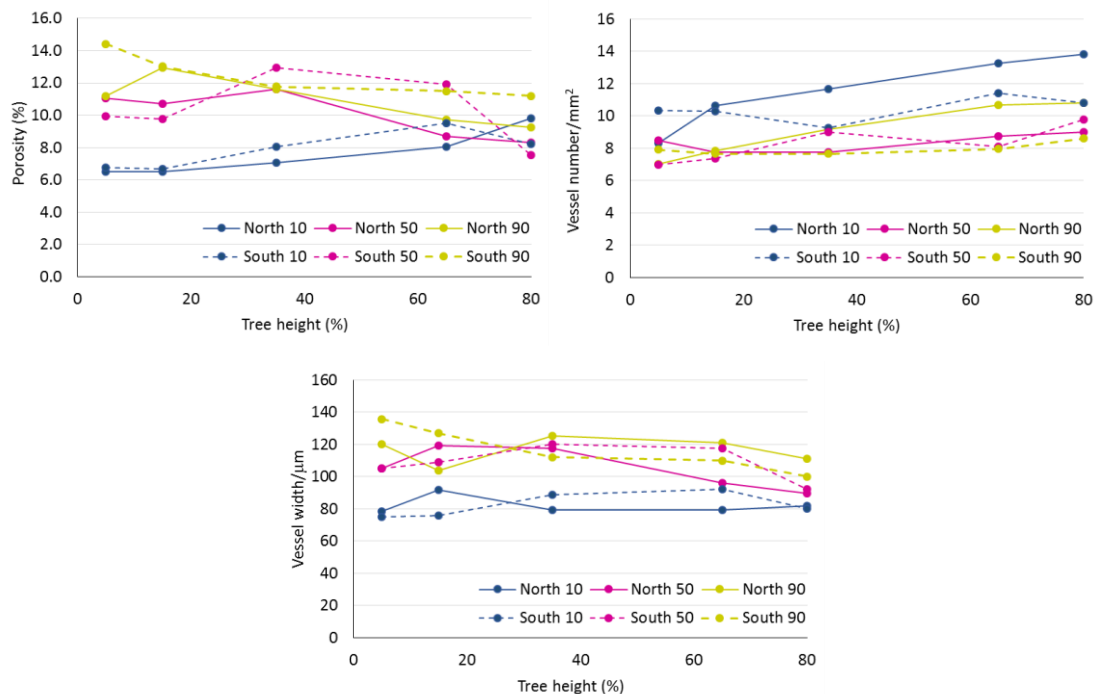 16.0
14.0
12.0
10.0
8.0
6.0
4.0
2.0
0.0
Porosity (%)
North 10 North 50 North 90
South 10 South 50 South 90
0 20 40 60 80
Tree height (%)
16
14
12
10
8
6
4
2
0
Vessel number/mm²
North 10 North 50 North 90
South 10 South 50 South 90
0 20 40 60 80
Tree height (%)
160
140
120
100
80
60
40
20
0
Vessel width/µm
North 10 North 50 North 90
South 10 South 50 South 90
0 20 40 60 80
Tree height (%)